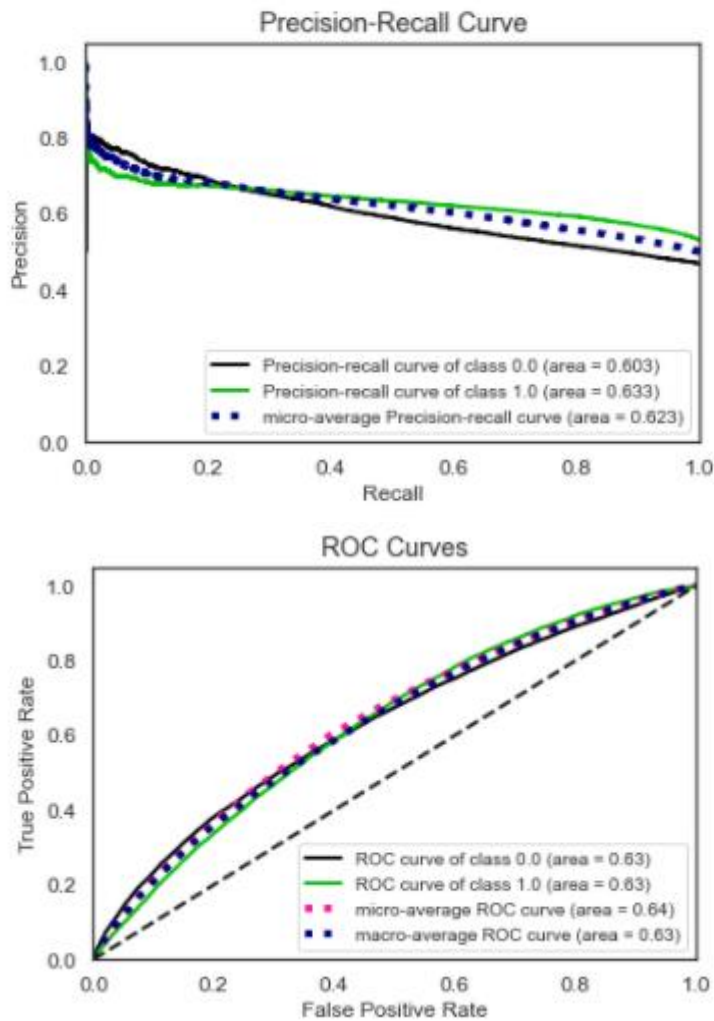 Precision-Recall Curve
1.0
0.8
0.6
0.4
0.2
0.0
Precision
Precision-recall curve of class 0.0 (area = 0.603)
Precision-recall curve of class 1.0 (area = 0.633)
micro-average Precision-recall curve (area = 0.623)
0.0 0.2 0.4 0.6 0.8 1.0
Recall
ROC Curves
1.0
0.8
0.6
0.4
0.2
0.0
True Positive Rate
ROC curve of class 0.0 (area = 0.63)
ROC curve of class 1.0 (area = 0.63)
micro-average ROC curve (area = 0.64)
macro-average ROC curve (area = 0.63)
0.0 0.2 0.4 0.6 0.8 1.0
False Positive Rate